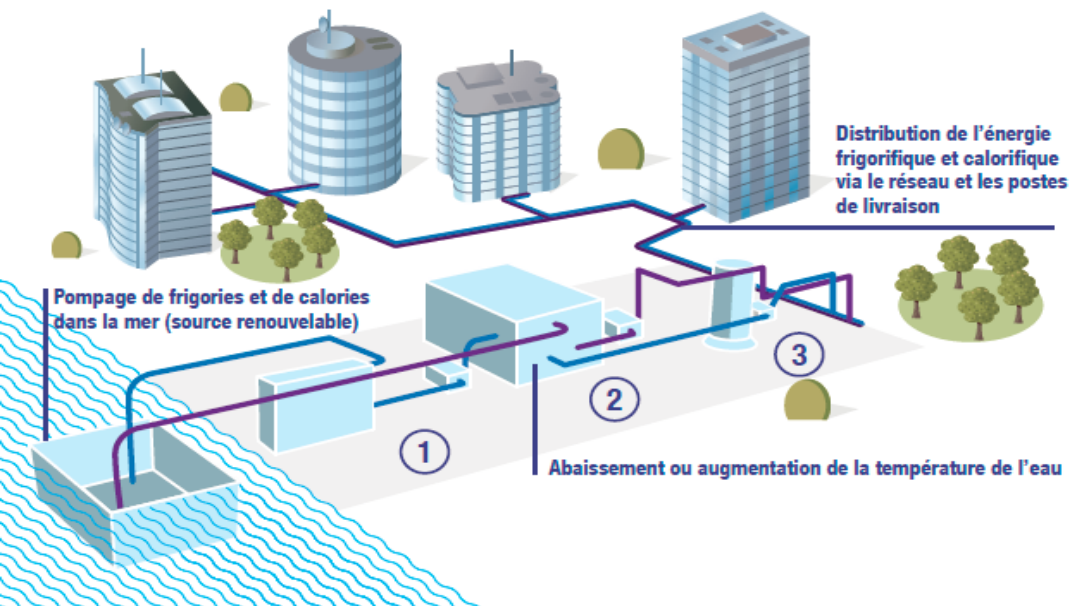 Distribution de l'énergie
frigorifique et calorifique
via le réseau et les postes
de livraison
Pompage de frigories et de calories
dans la mer (source renouvelable)
3
2
1
Abaissement ou augmentation de la température de l'eau